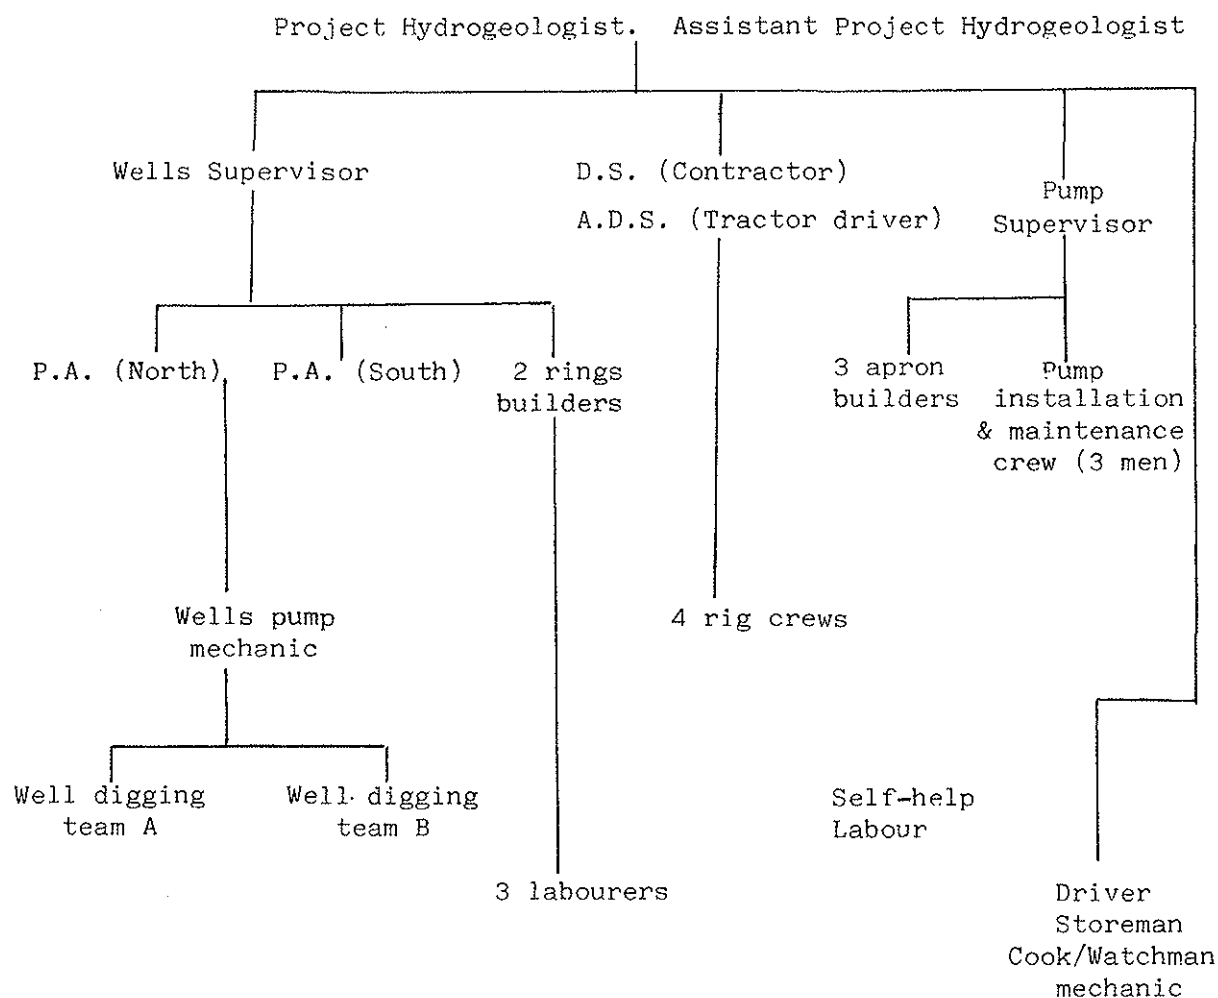 Project Hydrogeologist. Assistant Project Hydrogeologist
Wells Supervisor
D.S. (Contractor)
A.D.S. (Tractor driver)
Pump
Supervisor
P.A. (North)
P.A. (South)
2 rings
builders
3 apron
builders
Pump
installation
& maintenance
crew (3 men)
Wells pump
mechanic
4 rig crews
Well digging
team A
Well digging
team B
Self-help
Labour
3 labourers
Driver
Storeman
Cook/Watchman
mechanic